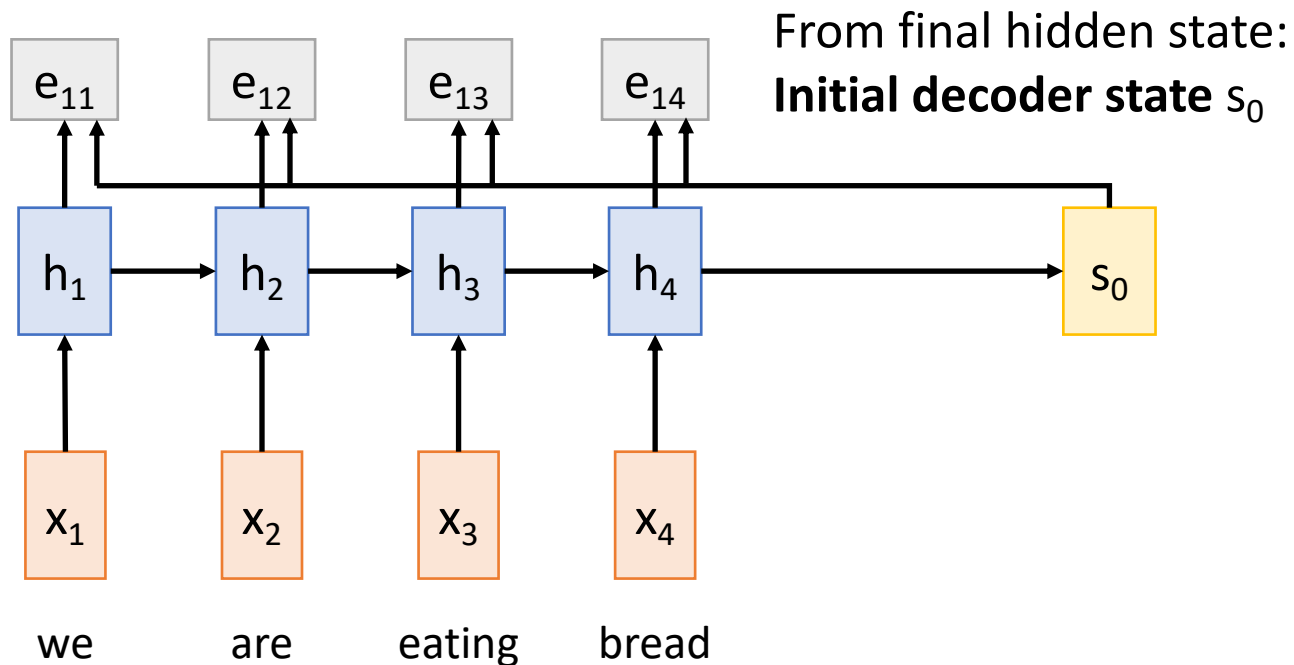 From final hidden state:
Initial decoder state s₀
e₁₁ e₁₂ e₁₃ e₁₄
h₁ h₂ h₃ h₄ s₀
x₁ x₂ x₃ x₄
we are eating bread